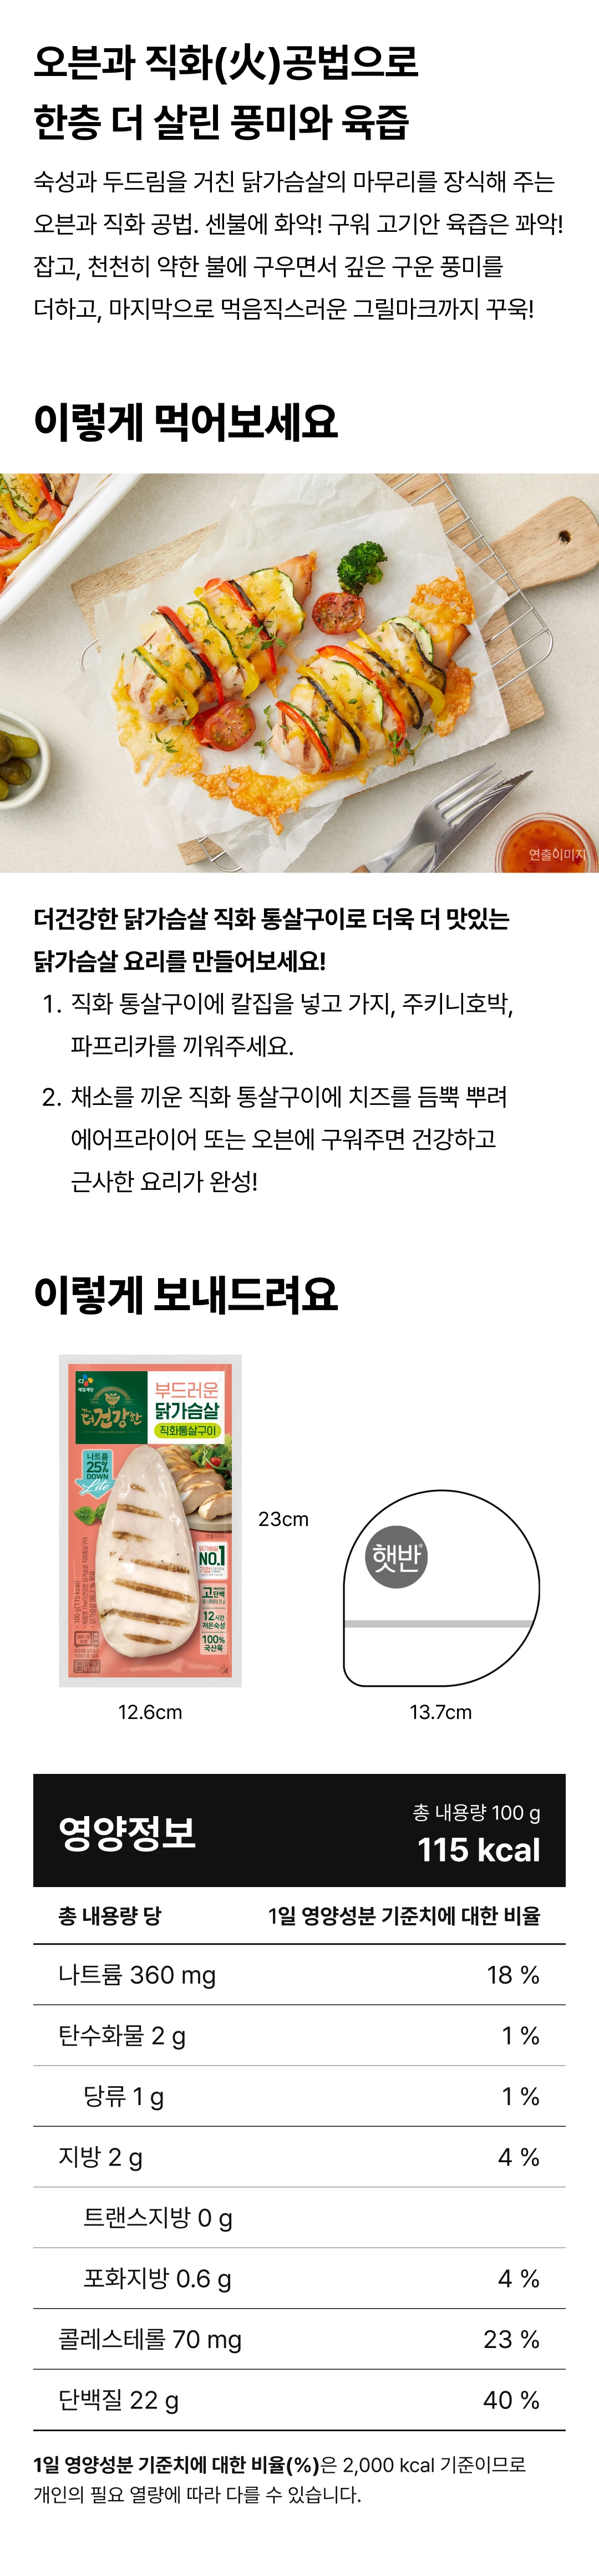 오븐과 직화(火)공법으로
한층 더 살린 풍미와 육즙
숙성과 두드림을 거친 닭가슴살의 마무리를 장식해 주는
오븐과 직화 공법. 센불에 화악! 구워 고기안 육즙은 꽈악!
잡고, 천천히 약한 불에 구우면서 깊은 구운 풍미를
더하고, 마지막으로 먹음직스러운 그릴마크까지 꾸욱!
이렇게 먹어보세요
연출이미지
더건강한 닭가슴살 직화 통살구이로 더욱 더 맛있는
닭가슴살 요리를 만들어보세요!
1. 직화 통살구이에 칼집을 넣고 가지, 주키니호박,
파프리카를 끼워주세요.
2. 채소를 끼운 직화 통살구이에 치즈를 듬뿍 뿌려
에어프라이어 또는 오븐에 구워주면 건강하고
근사한 요리가 완성!
이렇게 보내드려요
CJ
제일제당
The
더건강한
부드러운
닭가슴살
직화통살구이
나트륨
25%
DOWN
Lite
NO.1
고단백
12시간
저온숙성
100%
국산육
23cm
12.6cm
햇반
13.7cm
영양정보
총 내용량 100 g
115 kcal
총 내용량 당 1일 영양성분 기준치에 대한 비율
나트륨 360 mg 18 %
탄수화물 2 g 1 %
당류 1 g 1 %
지방 2 g 4 %
트랜스지방 0 g
포화지방 0.6 g 4 %
콜레스테롤 70 mg 23 %
단백질 22 g 40 %
1일 영양성분 기준치에 대한 비율(%)은 2,000 kcal 기준이므로
개인의 필요 열량에 따라 다를 수 있습니다.